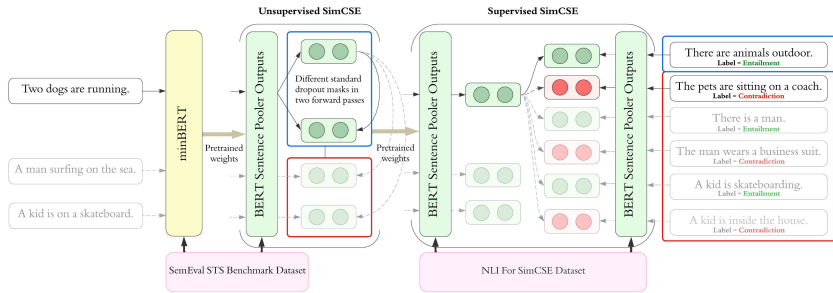 Unsupervised SimCSE
Supervised SimCSE
Two dogs are running.
A man surfing on the sea.
A kid is on a skateboard.
minBERT
Pretrained
weights
BERT Sentence Pooler Outputs
Different standard
dropout masks in
two forward passes
Pretrained
weights
BERT Sentence Pooler Outputs
BERT Sentence Pooler Outputs
There are animals outdoor.
Label = Entailment
The pets are sitting on a coach.
Label = Contradiction
There is a man.
Label = Entailment
The man wears a business suit.
Label = Contradiction
A kid is skateboarding.
Label = Entailment
A kid is inside the house.
Label = Contradiction
SemEval STS Benchmark Dataset
NLI For SimCSE Dataset